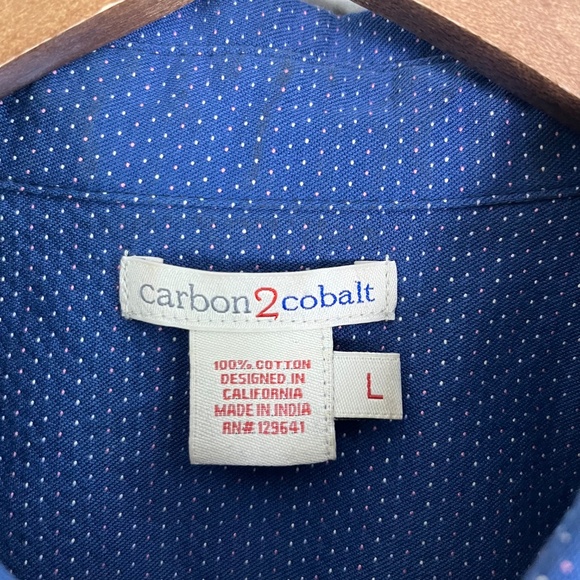 carbon2cobalt
100% COTTON
DESIGNED IN
CALIFORNIA
MADE IN INDIA
RN# 129641
L